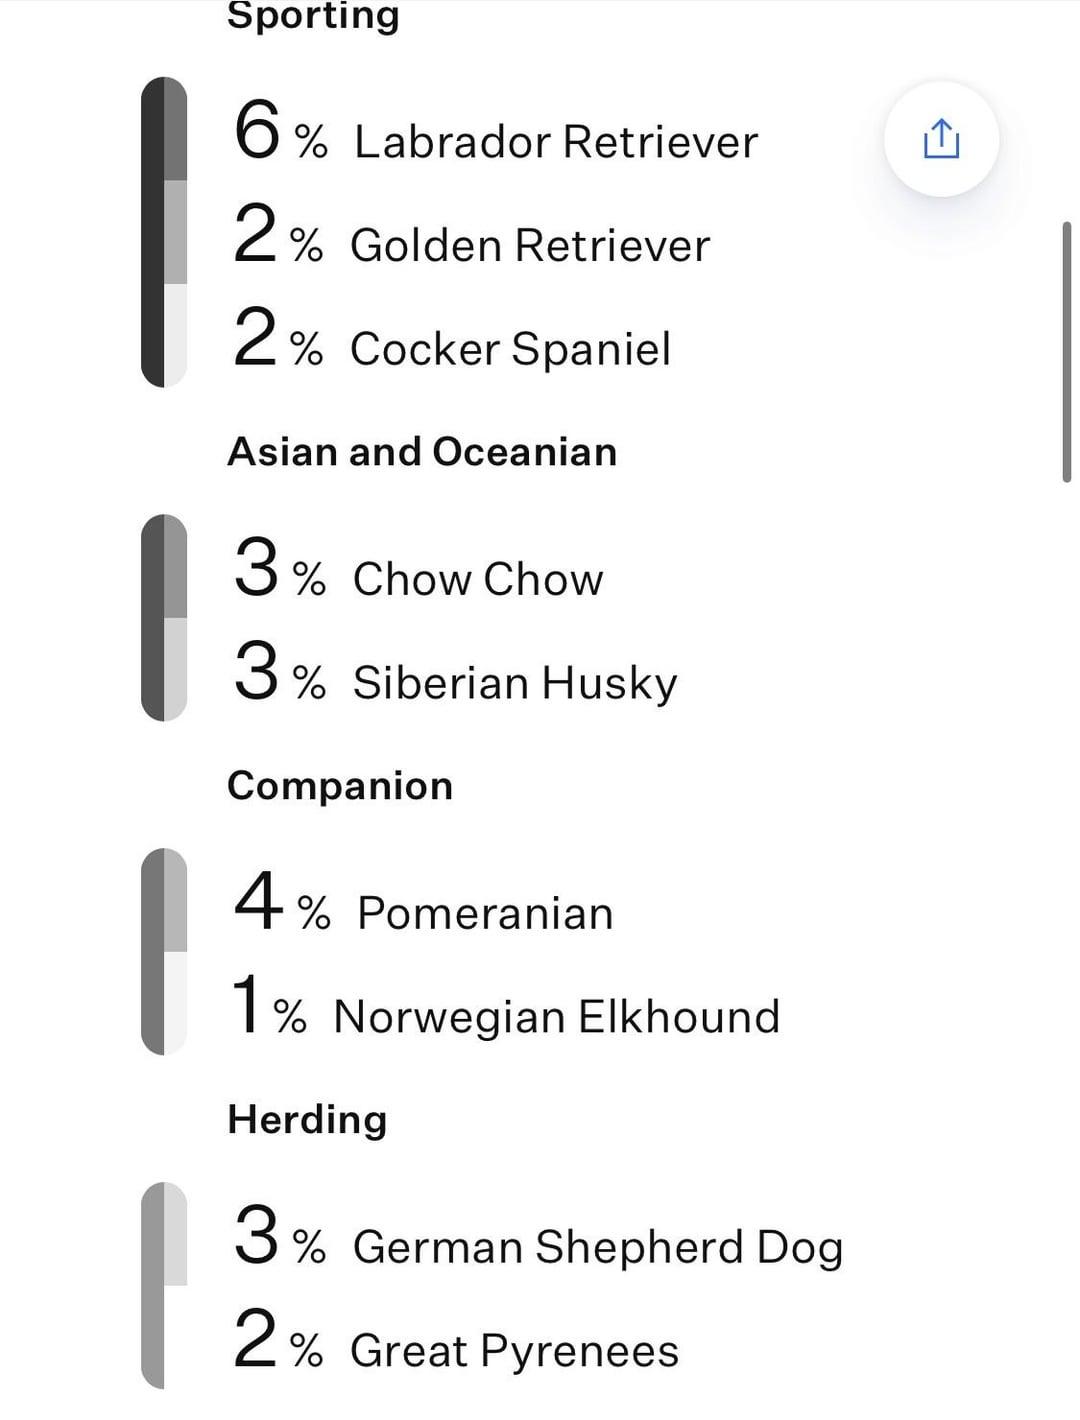 Sporting
6 % Labrador Retriever
2 % Golden Retriever
2 % Cocker Spaniel
Asian and Oceanian
3 % Chow Chow
3 % Siberian Husky
Companion
4 % Pomeranian
1 % Norwegian Elkhound
Herding
3 % German Shepherd Dog
2 % Great Pyrenees